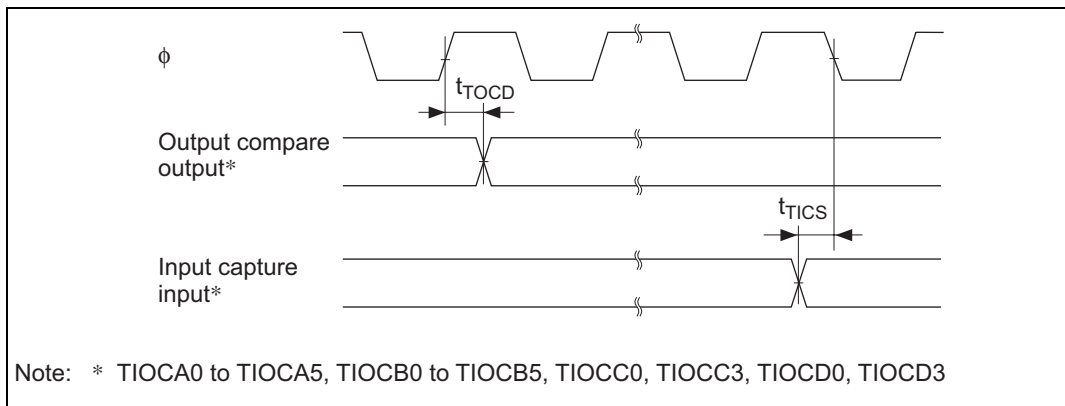 ϕ
tTOCD
Output compare
output*
tTICS
Input capture
input*
Note: * TIOCA0 to TIOCA5, TIOCB0 to TIOCB5, TIOCC0, TIOCC3, TIOCD0, TIOCD3